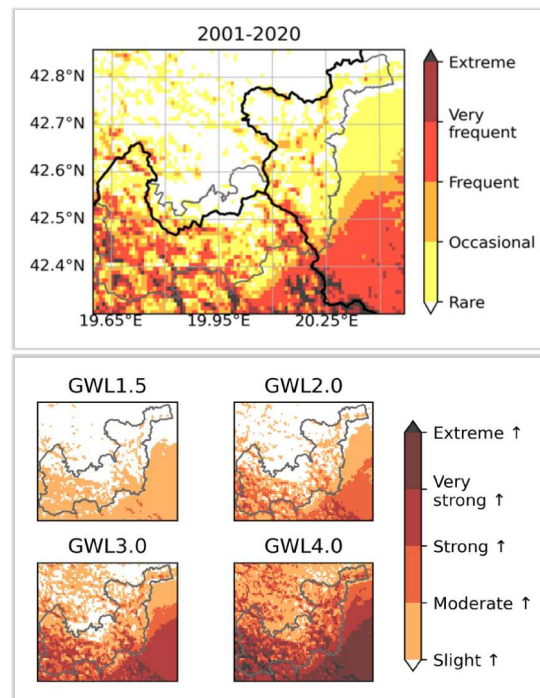 2001-2020
42.8°N
42.7°N
42.6°N
42.5°N
42.4°N
19.65°E
19.95°E
20.25°E
Extreme
Very
frequent
Frequent
Occasional
Rare
GWL1.5
GWL2.0
GWL3.0
GWL4.0
Extreme ↑
Very
strong ↑
Strong ↑
Moderate ↑
Slight ↑